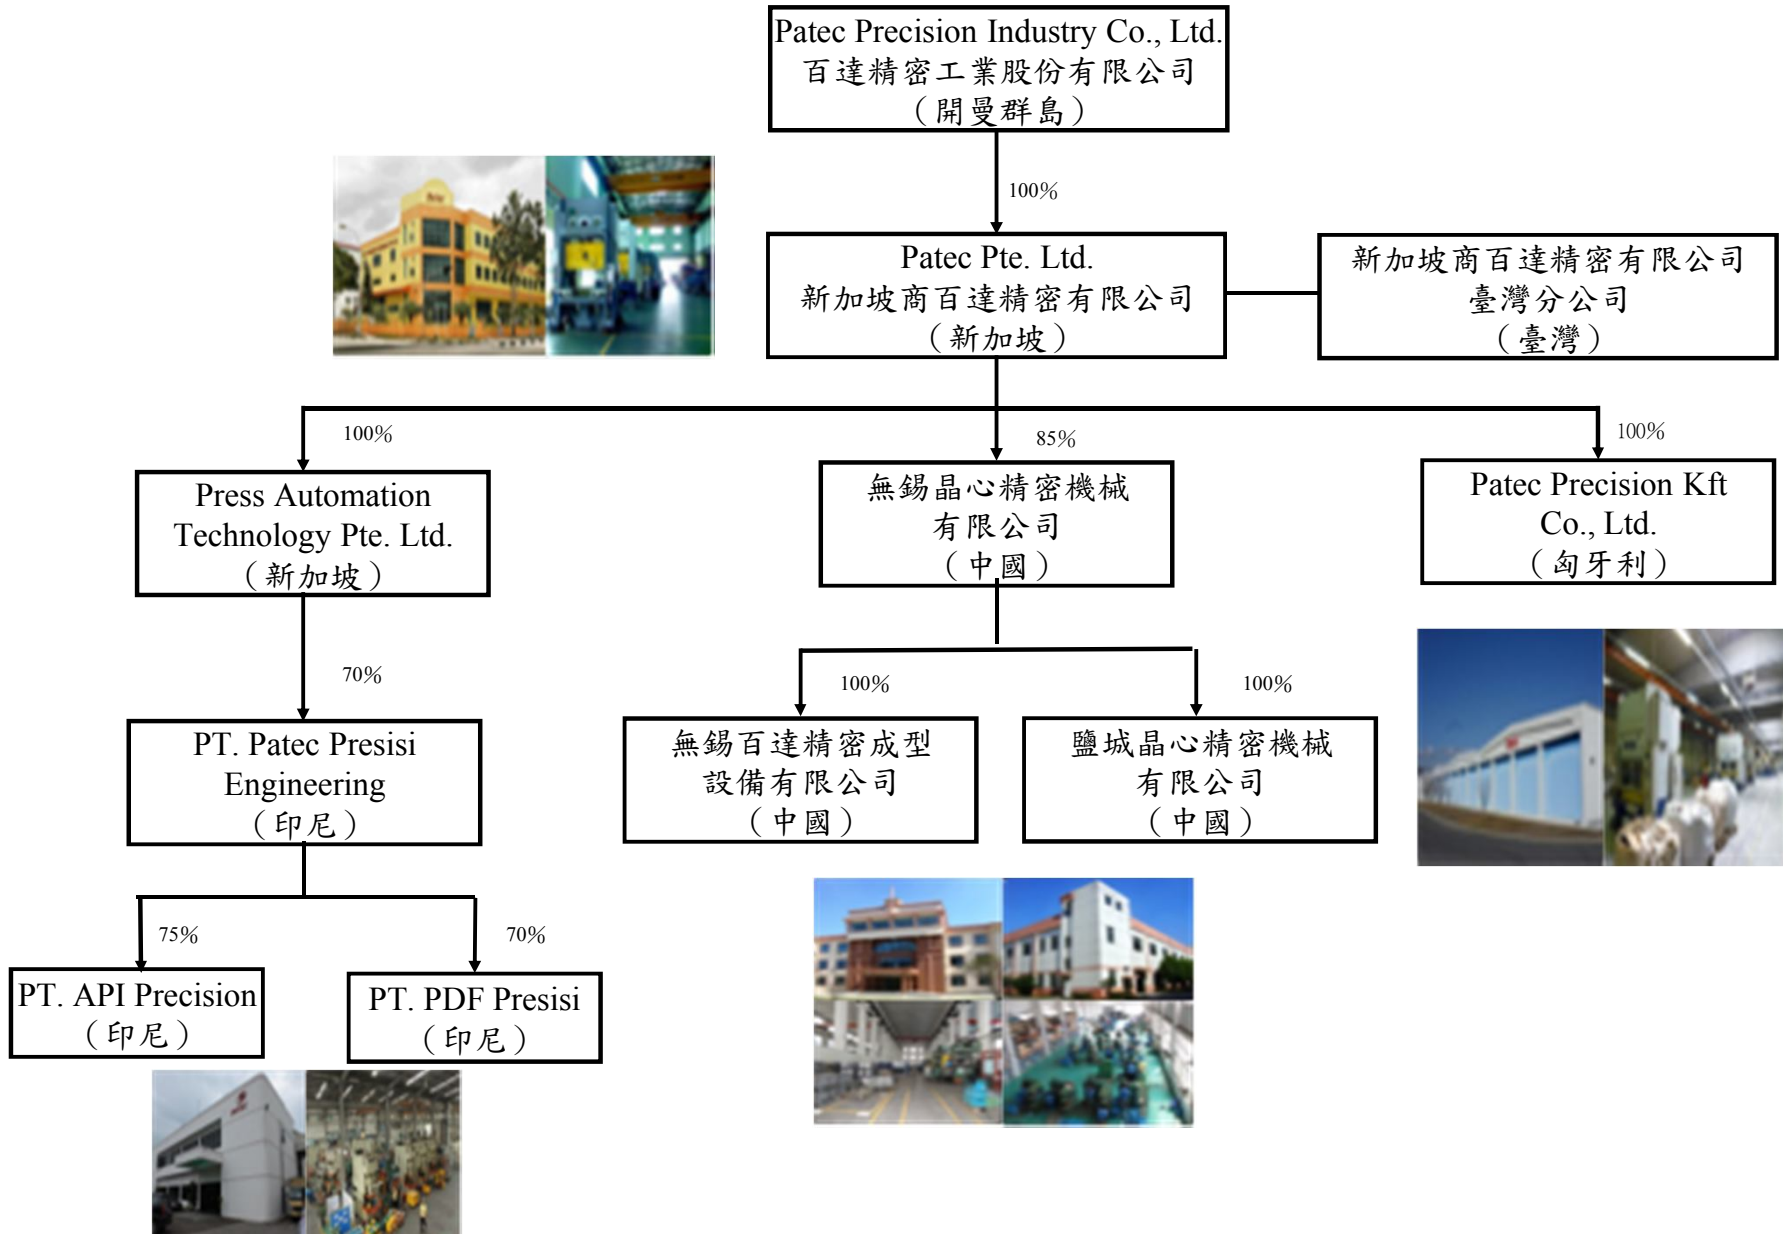 Patec Precision Industry Co., Ltd.
百達精密工業股份有限公司
（開曼群島）
100%
Patec Pte. Ltd.
新加坡商百達精密有限公司
（新加坡）
新加坡商百達精密有限公司
臺灣分公司
（臺灣）
100%
85%
100%
Press Automation
Technology Pte. Ltd.
（新加坡）
無錫晶心精密機械
有限公司
（中國）
Patec Precision Kft
Co., Ltd.
（匈牙利）
70%
100%
100%
PT. Patec Presisi
Engineering
（印尼）
無錫百達精密成型
設備有限公司
（中國）
鹽城晶心精密機械
有限公司
（中國）
75%
70%
PT. API Precision
（印尼）
PT. PDF Presisi
（印尼）